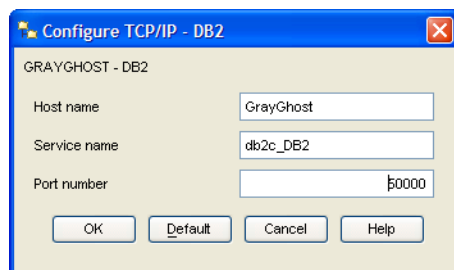 Configure TCP/IP - DB2
GRAYGHOST - DB2
Host name GrayGhost
Service name db2c_DB2
Port number 50000
OK Default Cancel Help